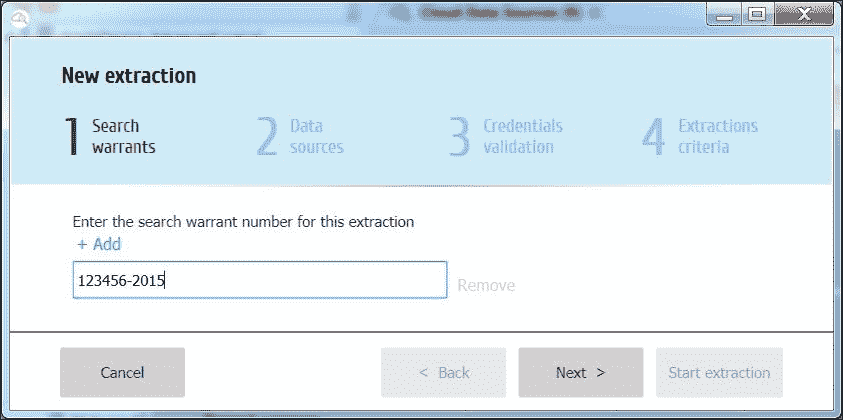 New extraction
1 Search warrants
2 Data sources
3 Credentials validation
4 Extractions criteria
Enter the search warrant number for this extraction
+ Add
123456-2015
Remove
Cancel
< Back
Next >
Start extraction